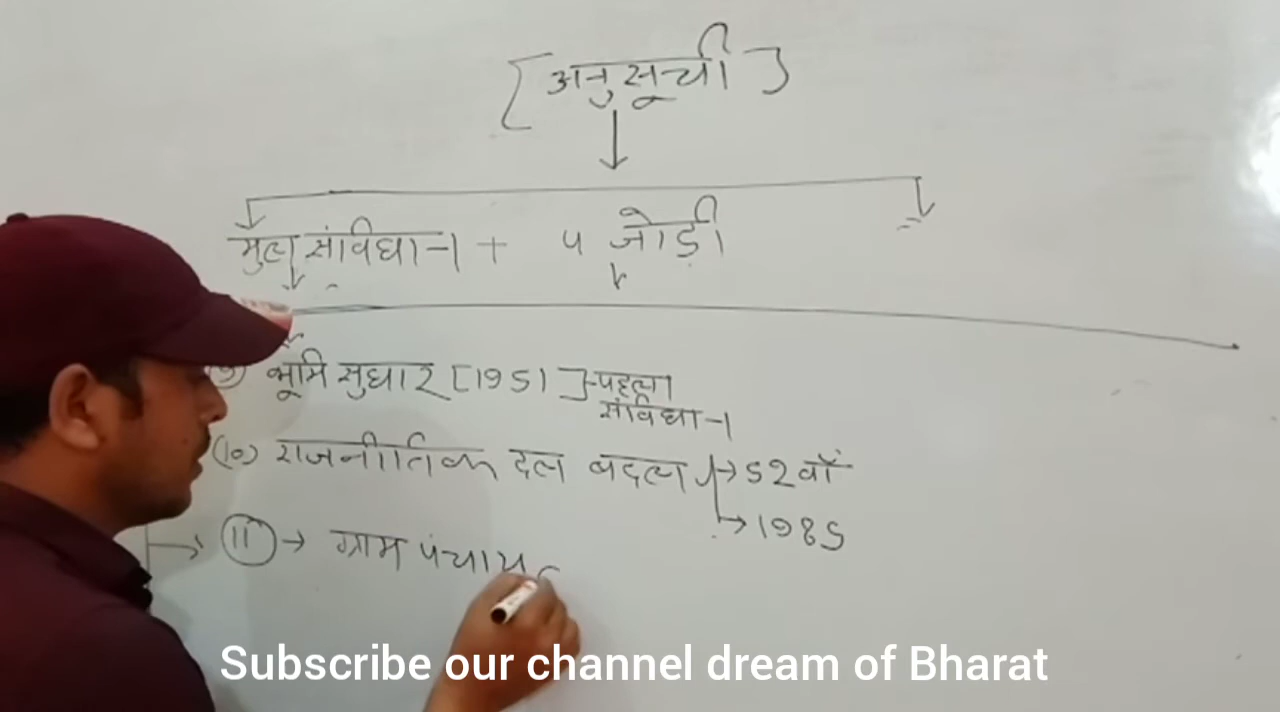 [अनुसूची]
मुल संविधान + 4 जोड़ी
9) भूमि सुधार [1951]-पहला
संविधान
(10) राजनीतिक दल बदल → 52वाँ
→ 1985
→ 11 → ग्राम पंचाय
Subscribe our channel dream of Bharat